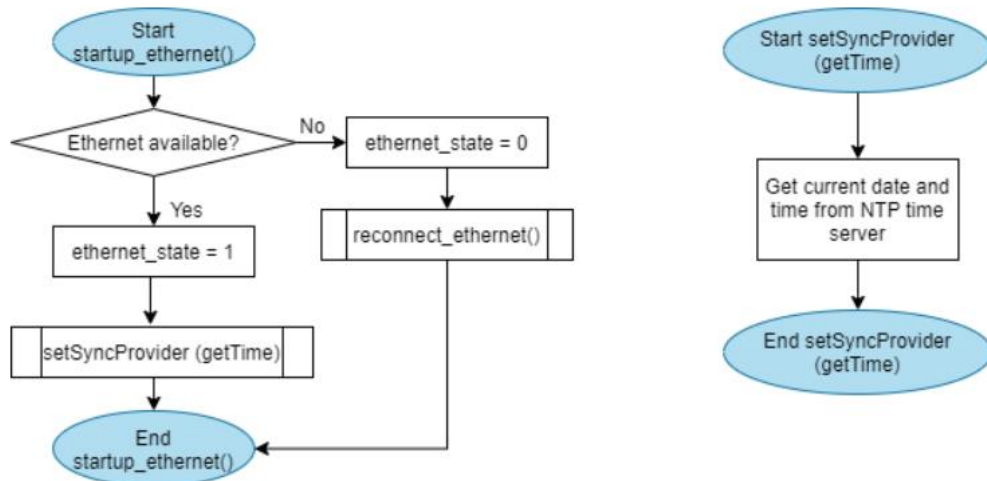 Start
startup_ethernet()
Ethernet available?
No
ethernet_state = 0
Yes
reconnect_ethernet()
ethernet_state = 1
setSyncProvider (getTime)
End
startup_ethernet()
Start setSyncProvider
(getTime)
Get current date and
time from NTP time
server
End setSyncProvider
(getTime)